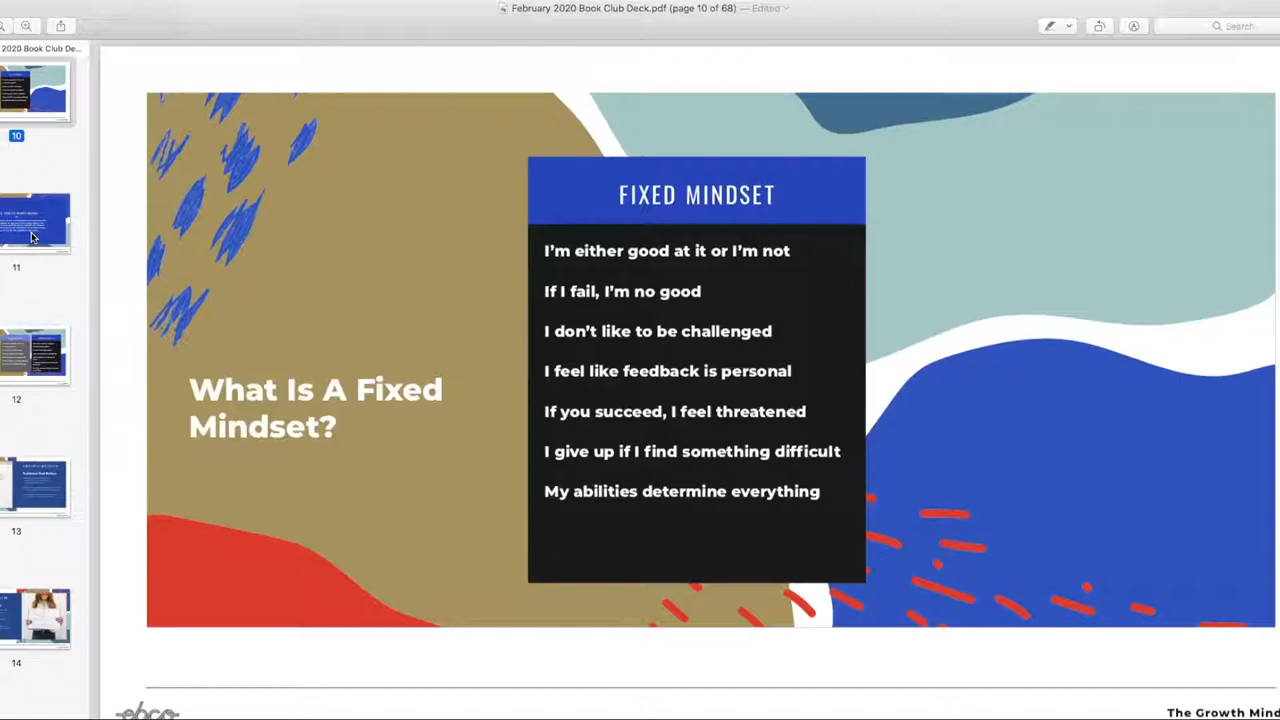 February 2020 Book Club Deck.pdf (page 10 of 68) — Edited
Search
2020 Book Club De...
10
11
12
13
14
FIXED MINDSET
I'm either good at it or I'm not
If I fail, I'm no good
I don't like to be challenged
I feel like feedback is personal
If you succeed, I feel threatened
I give up if I find something difficult
My abilities determine everything
What Is A Fixed
Mindset?
ebco
The Growth Mind